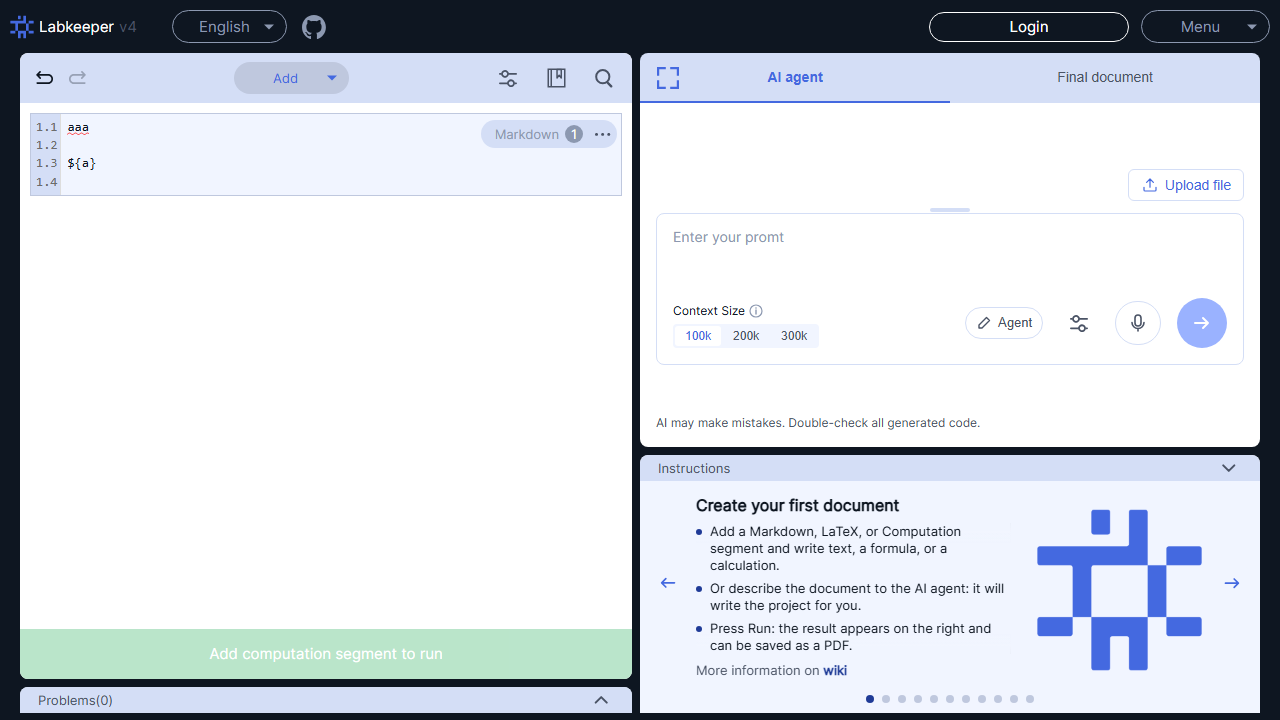 Labkeeper v4
English
Login
Menu
Add
1.1 aaa
1.2
1.3 ${a}
1.4
Markdown 1
Add computation segment to run
Problems(0)
AI agent
Final document
Upload file
Enter your promt
Context Size
100k 200k 300k
Agent
AI may make mistakes. Double-check all generated code.
Instructions
Create your first document
Add a Markdown, LaTeX, or Computation
segment and write text, a formula, or a
calculation.
Or describe the document to the AI agent: it will
write the project for you.
Press Run: the result appears on the right and
can be saved as a PDF.
More information on wiki